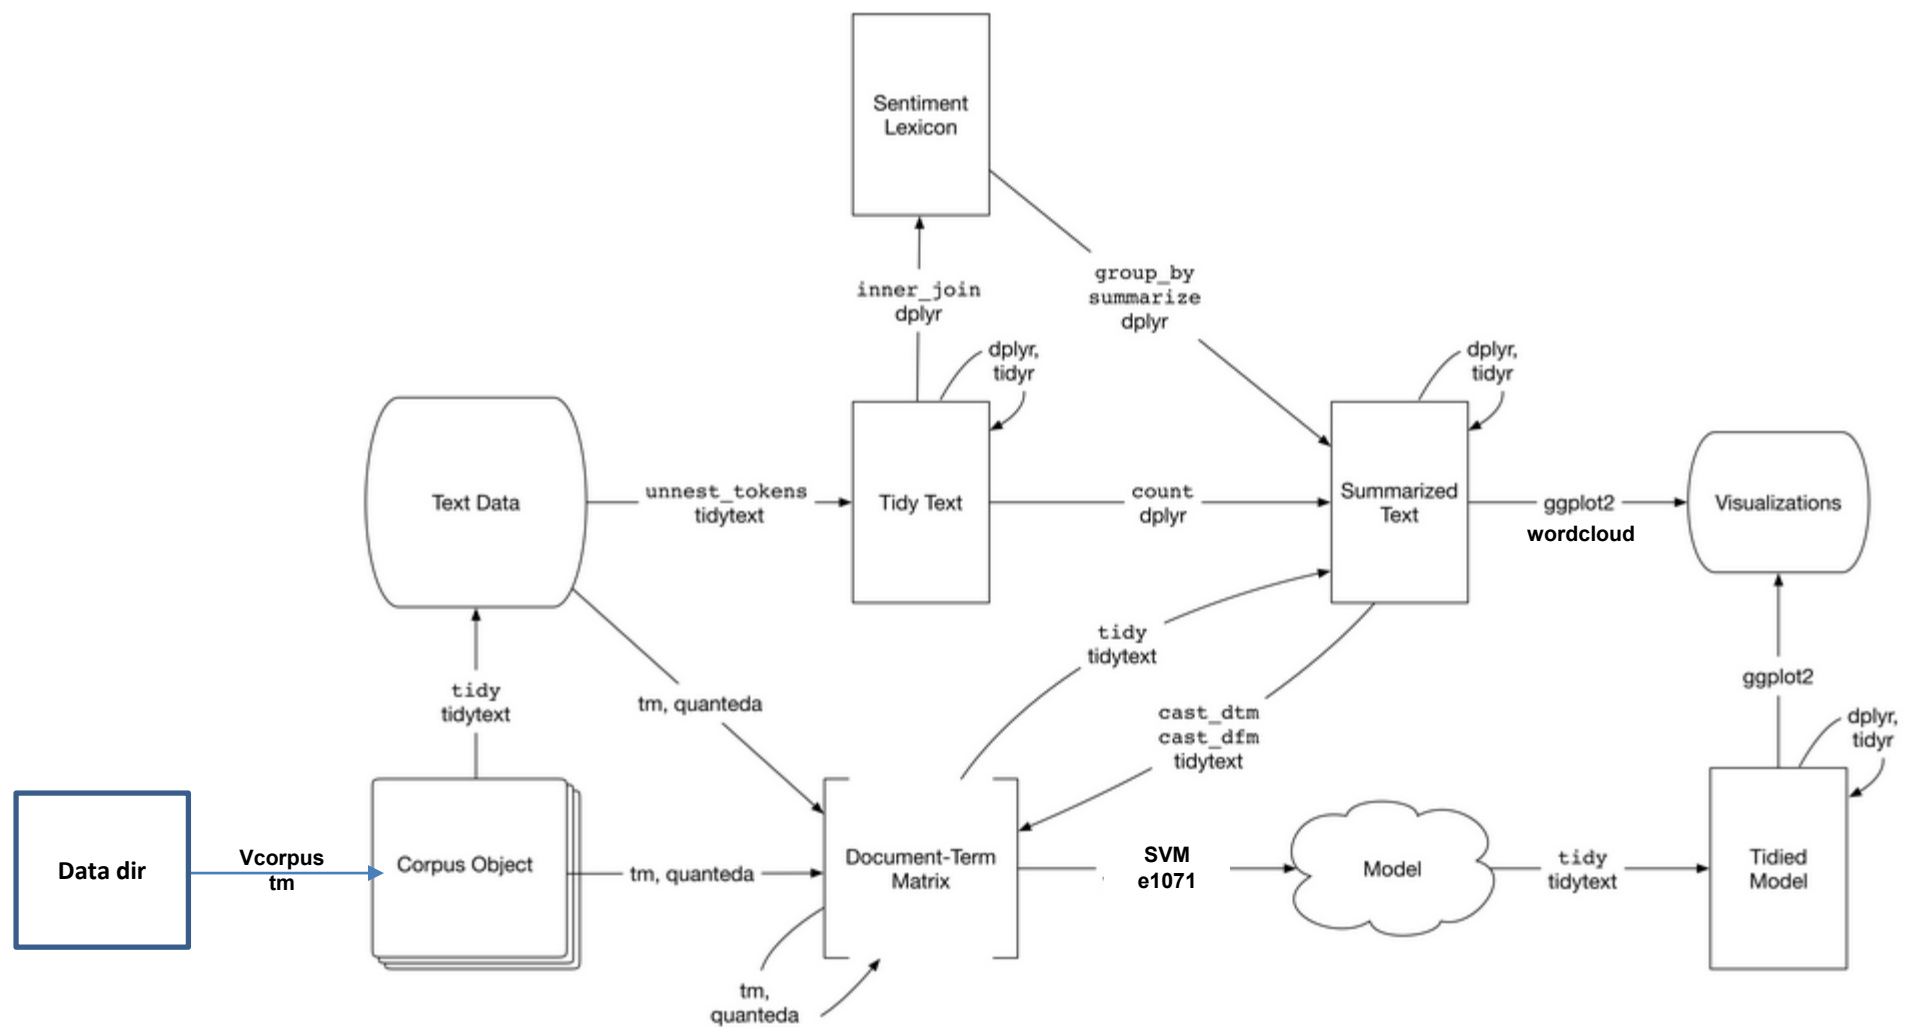 Sentiment
Lexicon
inner_join
dplyr
group_by
summarize
dplyr
dplyr,
tidyr
dplyr,
tidyr
Text Data
unnest_tokens
tidytext
Tidy Text
count
dplyr
Summarized
Text
ggplot2
wordcloud
Visualizations
tidy
tidytext
tidy
tidytext
tm, quanteda
cast_dtm
cast_dfm
tidytext
ggplot2
dplyr,
tidyr
Data dir
Vcorpus
tm
Corpus Object
tm, quanteda
Document-Term
Matrix
SVM
e1071
Model
tidy
tidytext
Tidied
Model
tm,
quanteda